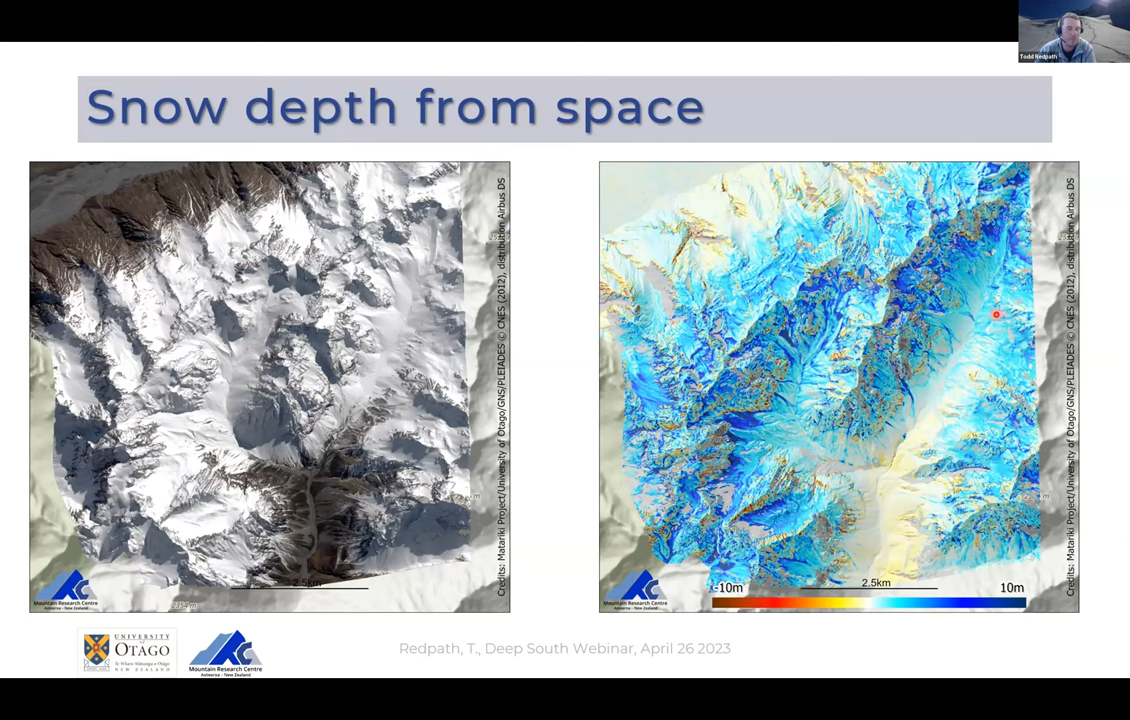 Todd Redpath
Snow depth from space
Credits: Matariki Project/University of Otago/GNS/PLEIADES © CNES (2012), distribution Airbus DS
2.5km
Mountain Research Centre
Aotearoa - New Zealand
Credits: Matariki Project/University of Otago/GNS/PLEIADES © CNES (2012), distribution Airbus DS
-10m
2.5km
10m
Mountain Research Centre
Aotearoa - New Zealand
UNIVERSITY
of
OTAGO
Te Whare Wānanga o Otāgo
NEW ZEALAND
Mountain Research Centre
Aotearoa - New Zealand
Redpath, T., Deep South Webinar, April 26 2023